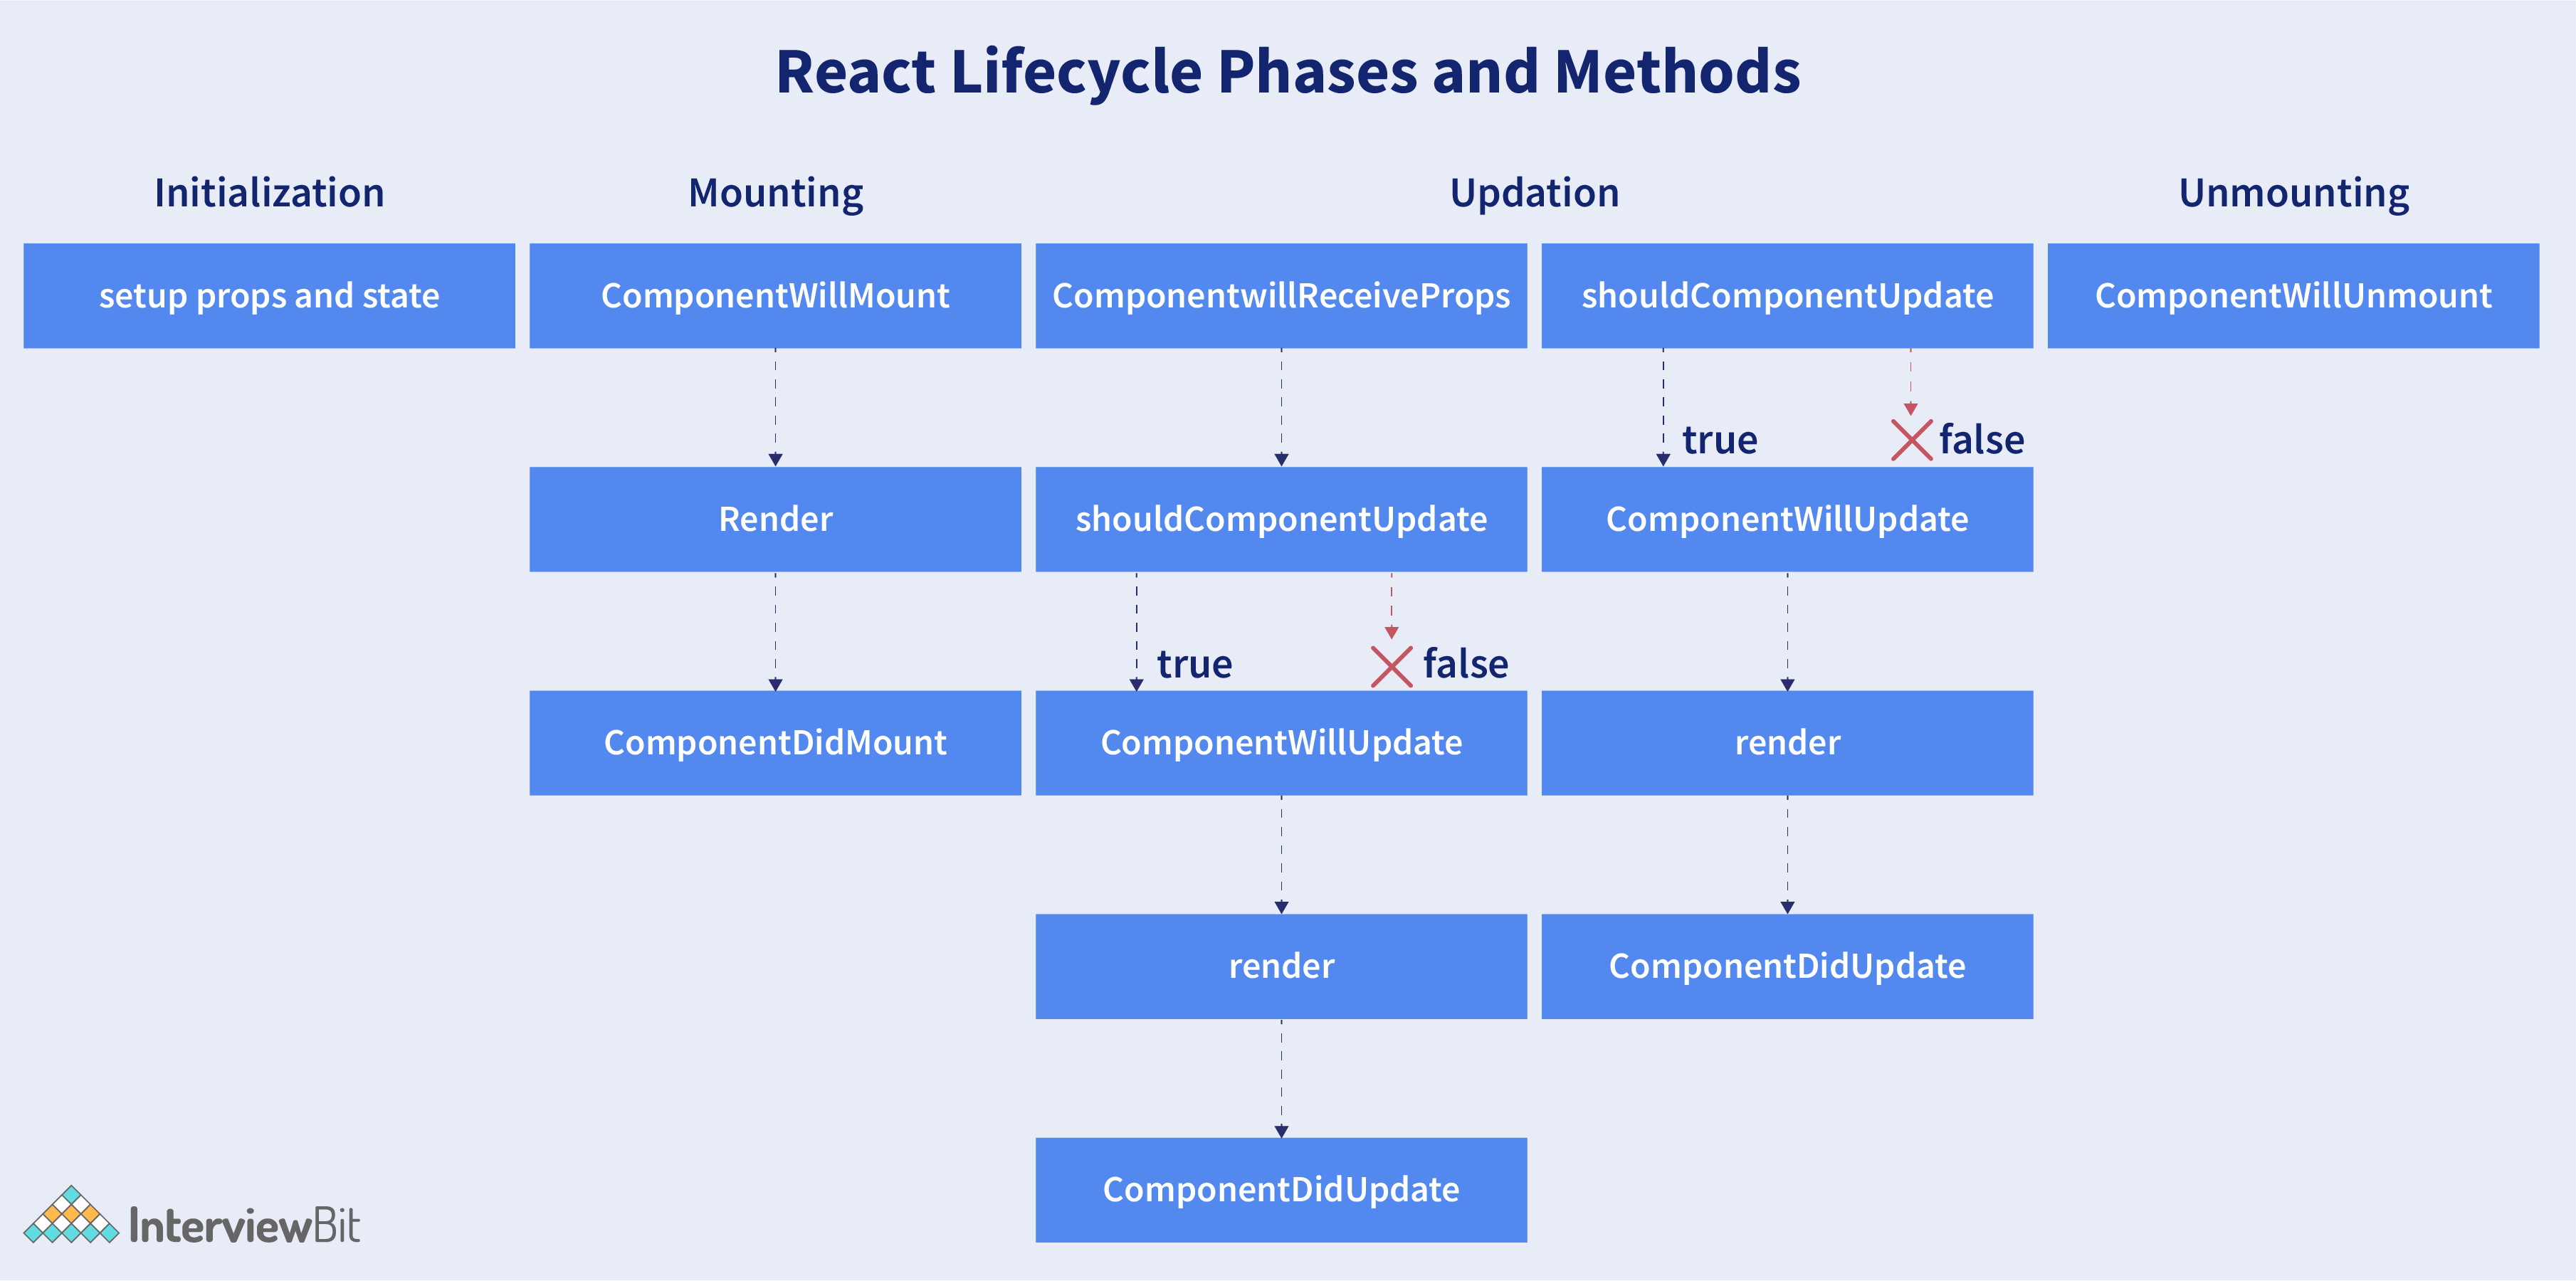 React Lifecycle Phases and Methods
Initialization
Mounting
Updation
Unmounting
setup props and state
ComponentWillMount
ComponentwillReceiveProps
shouldComponentUpdate
ComponentWillUnmount
true
false
Render
shouldComponentUpdate
ComponentWillUpdate
true
false
ComponentDidMount
ComponentWillUpdate
render
render
ComponentDidUpdate
ComponentDidUpdate
InterviewBit